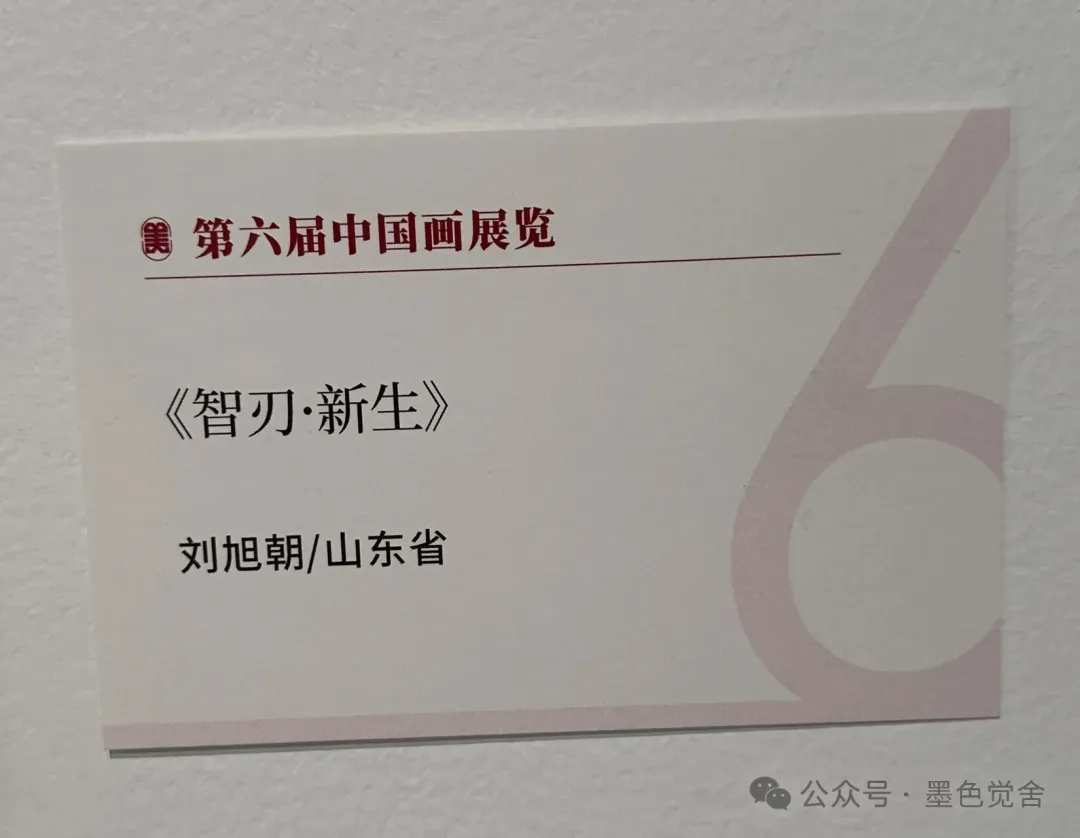 美
第六届中国画展览
《智刃·新生》
刘旭朝/山东省
公众号·墨色觉舍